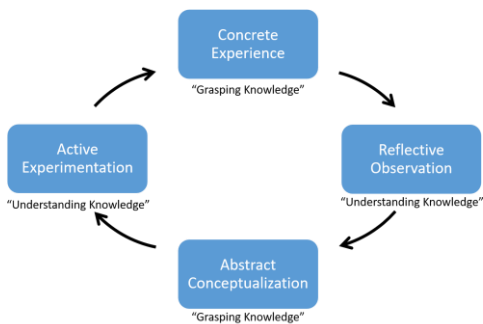 Concrete
Experience
“Grasping Knowledge”
Active
Experimentation
“Understanding Knowledge”
Reflective
Observation
“Understanding Knowledge”
Abstract
Conceptualization
“Grasping Knowledge”